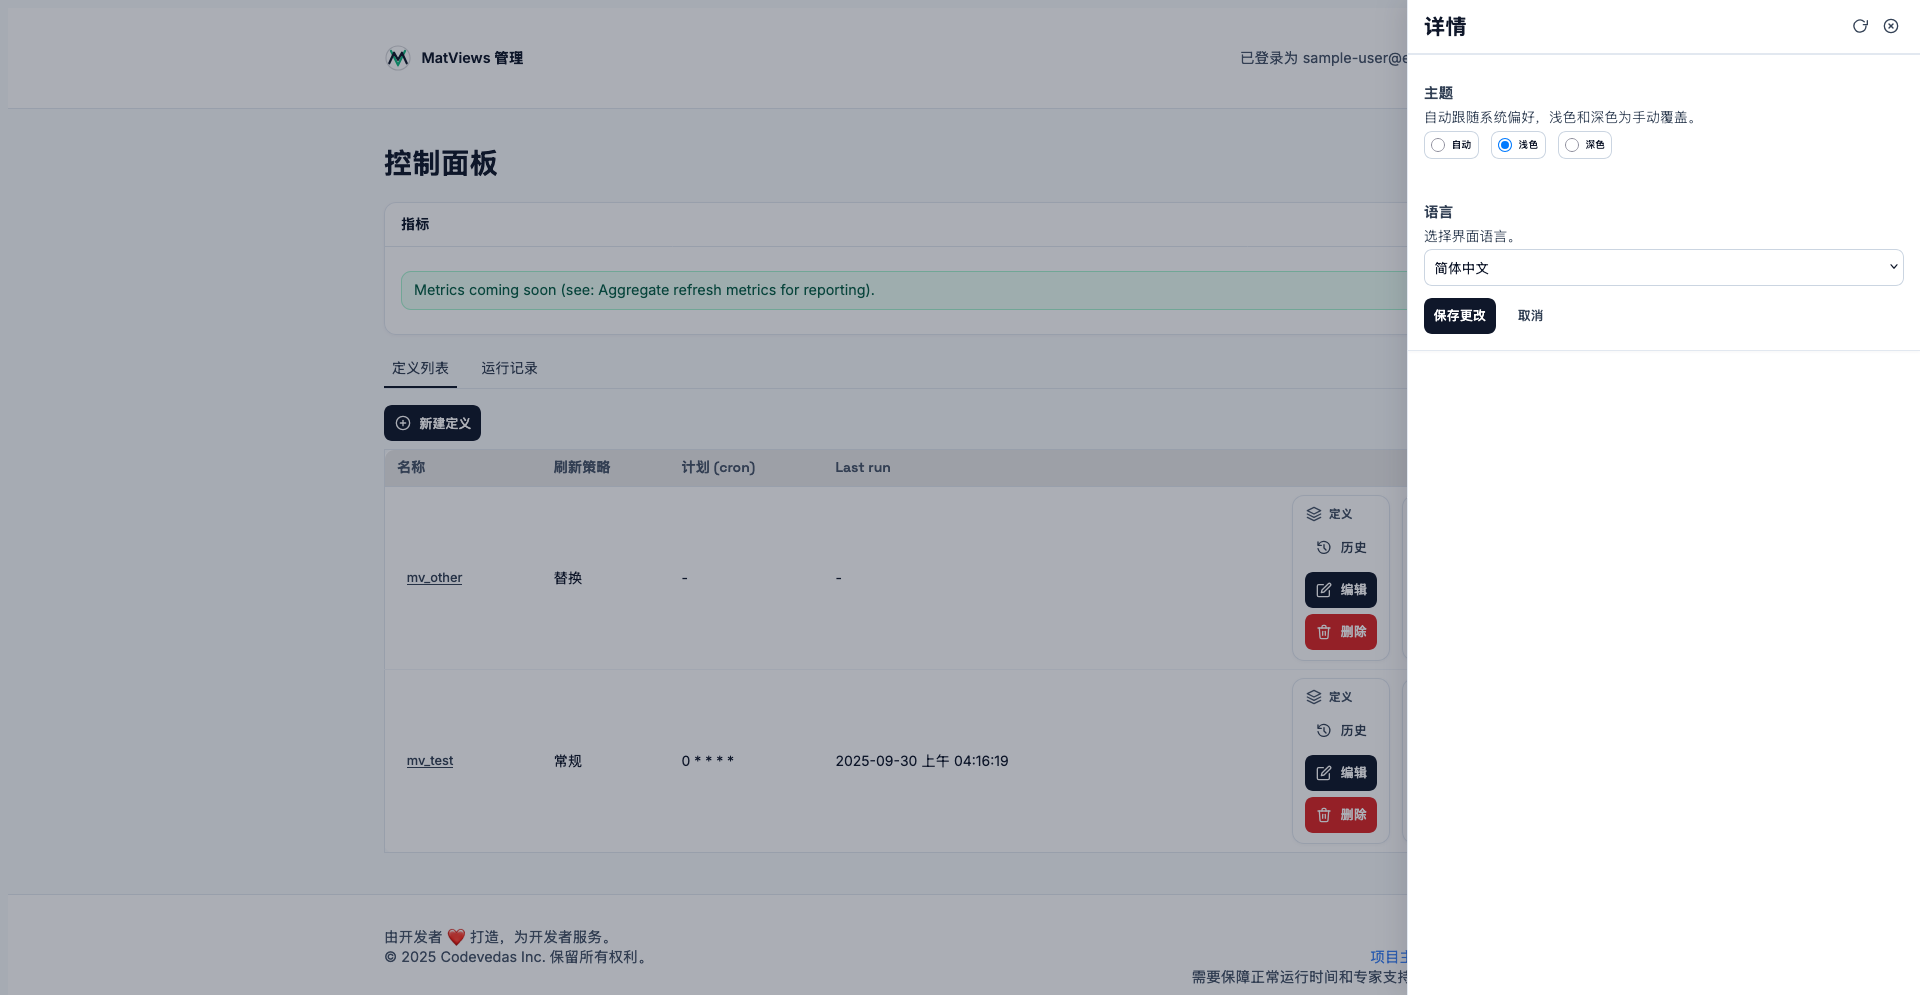 MatViews 管理
已登录为 sample-user@e
控制面板
指标
Metrics coming soon (see: Aggregate refresh metrics for reporting).
定义列表 运行记录
新建定义
名称 刷新策略 计划 (cron) Last run
定义
历史
mv_other 替换 - -
编辑
删除
定义
历史
mv_test 常规 0 * * * * 2025-09-30 上午 04:16:19
编辑
删除
由开发者 ❤️ 打造，为开发者服务。
© 2025 Codevedas Inc. 保留所有权利。
项目主
需要保障正常运行时间和专家支持
详情
主题
自动跟随系统偏好，浅色和深色为手动覆盖。
自动 浅色 深色
语言
选择界面语言。
简体中文
保存更改 取消